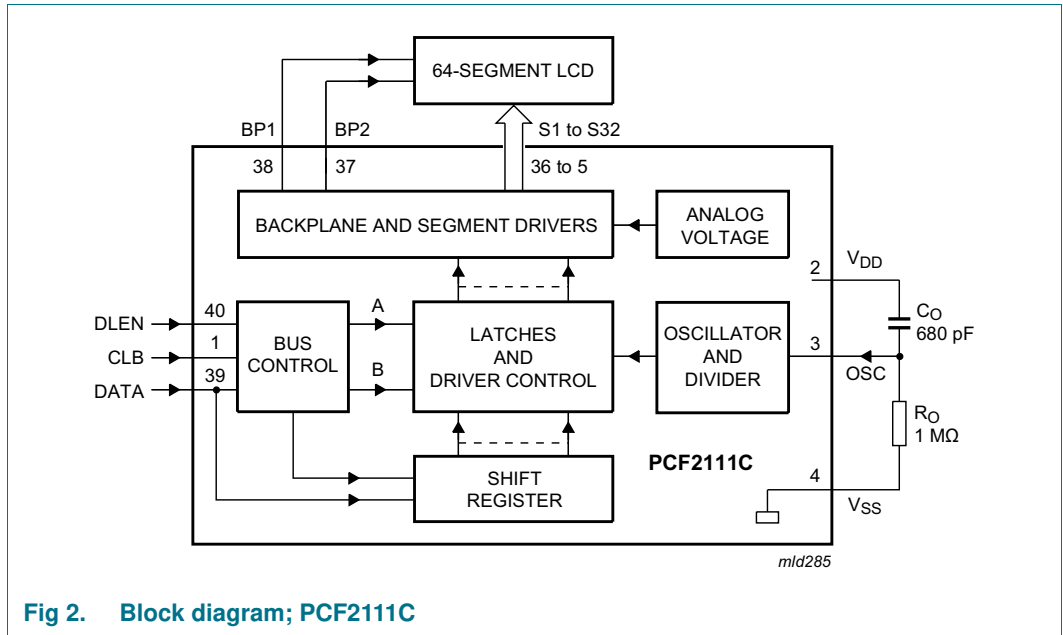 64-SEGMENT LCD
BP1
BP2
S1 to S32
38
37
36 to 5
BACKPLANE AND SEGMENT DRIVERS
ANALOG
VOLTAGE
2
VDD
CO
680 pF
DLEN
40
CLB
1
DATA
39
BUS
CONTROL
A
B
LATCHES
AND
DRIVER CONTROL
OSCILLATOR
AND
DIVIDER
3
OSC
RO
1 MΩ
PCF2111C
4
VSS
SHIFT
REGISTER
mld285
Fig 2. Block diagram; PCF2111C